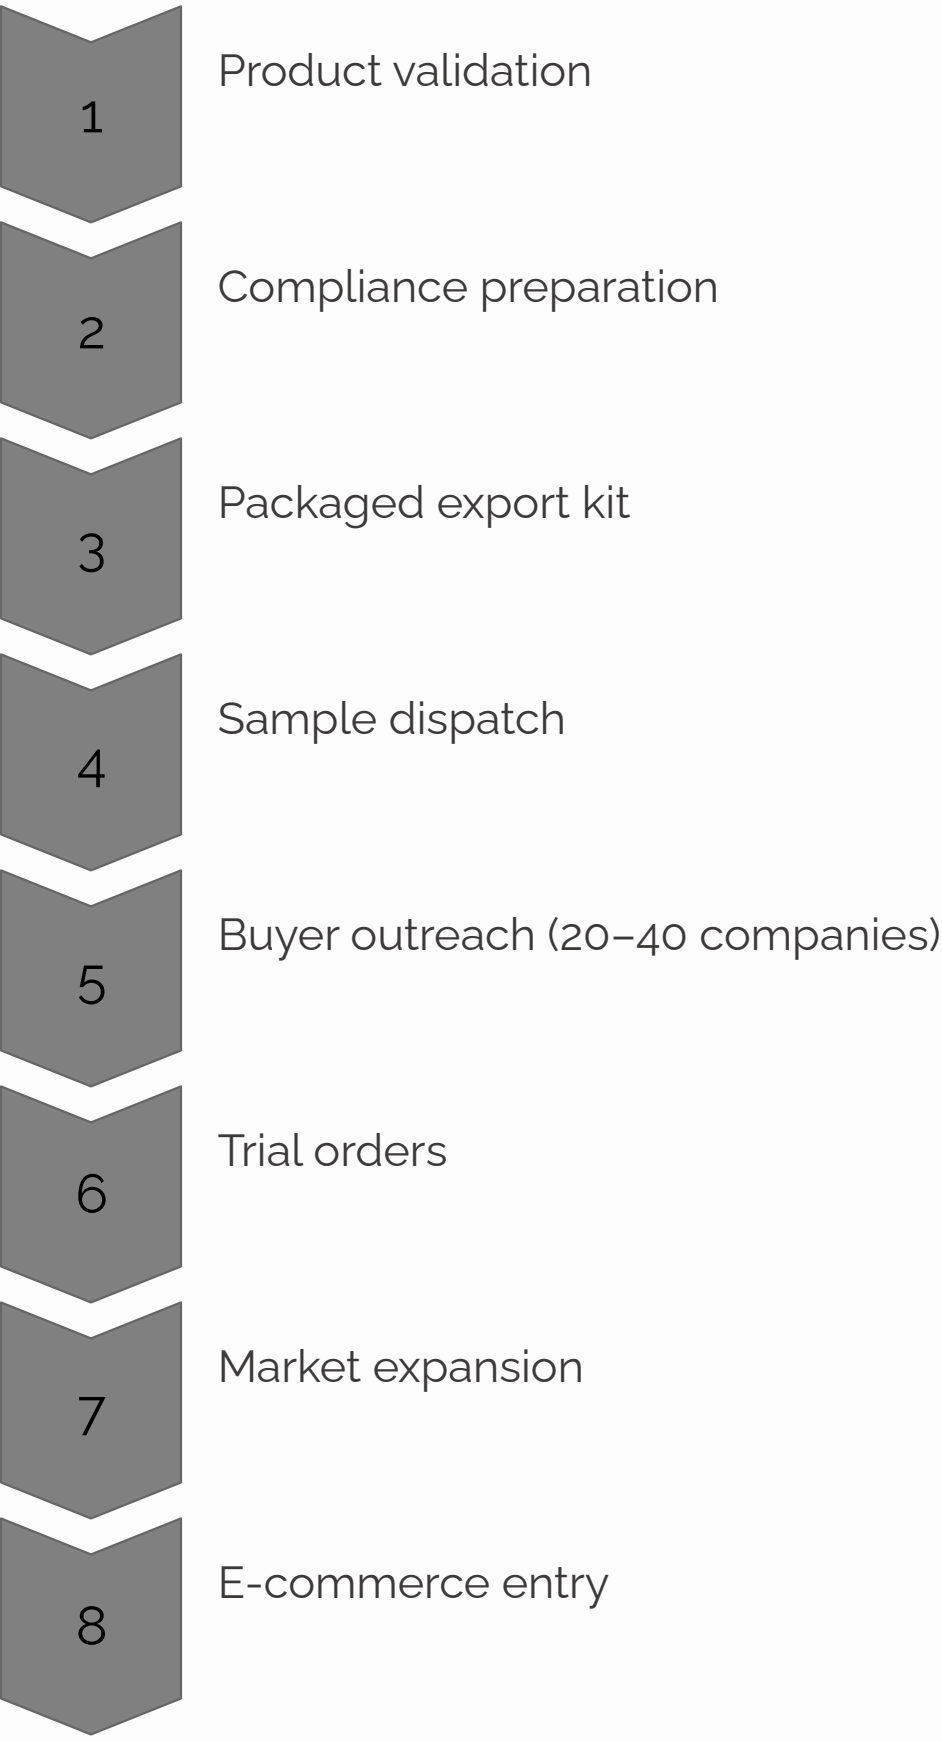 1
Product validation
2
Compliance preparation
3
Packaged export kit
4
Sample dispatch
5
Buyer outreach (20–40 companies)
6
Trial orders
7
Market expansion
8
E-commerce entry